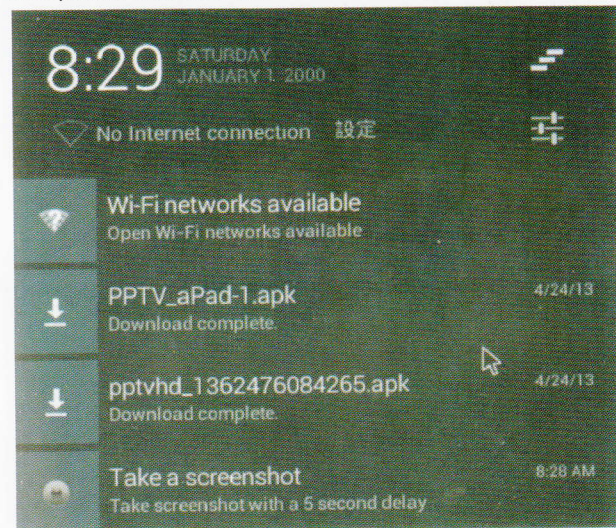 8:29
SATURDAY
JANUARY 1, 2000
No Internet connection 設定
Wi-Fi networks available
Open Wi-Fi networks available
PPTV_aPad-1.apk 4/24/13
Download complete.
pptvhd_1362476084265.apk 4/24/13
Download complete.
Take a screenshot 8:28 AM
Take screenshot with a 5 second delay